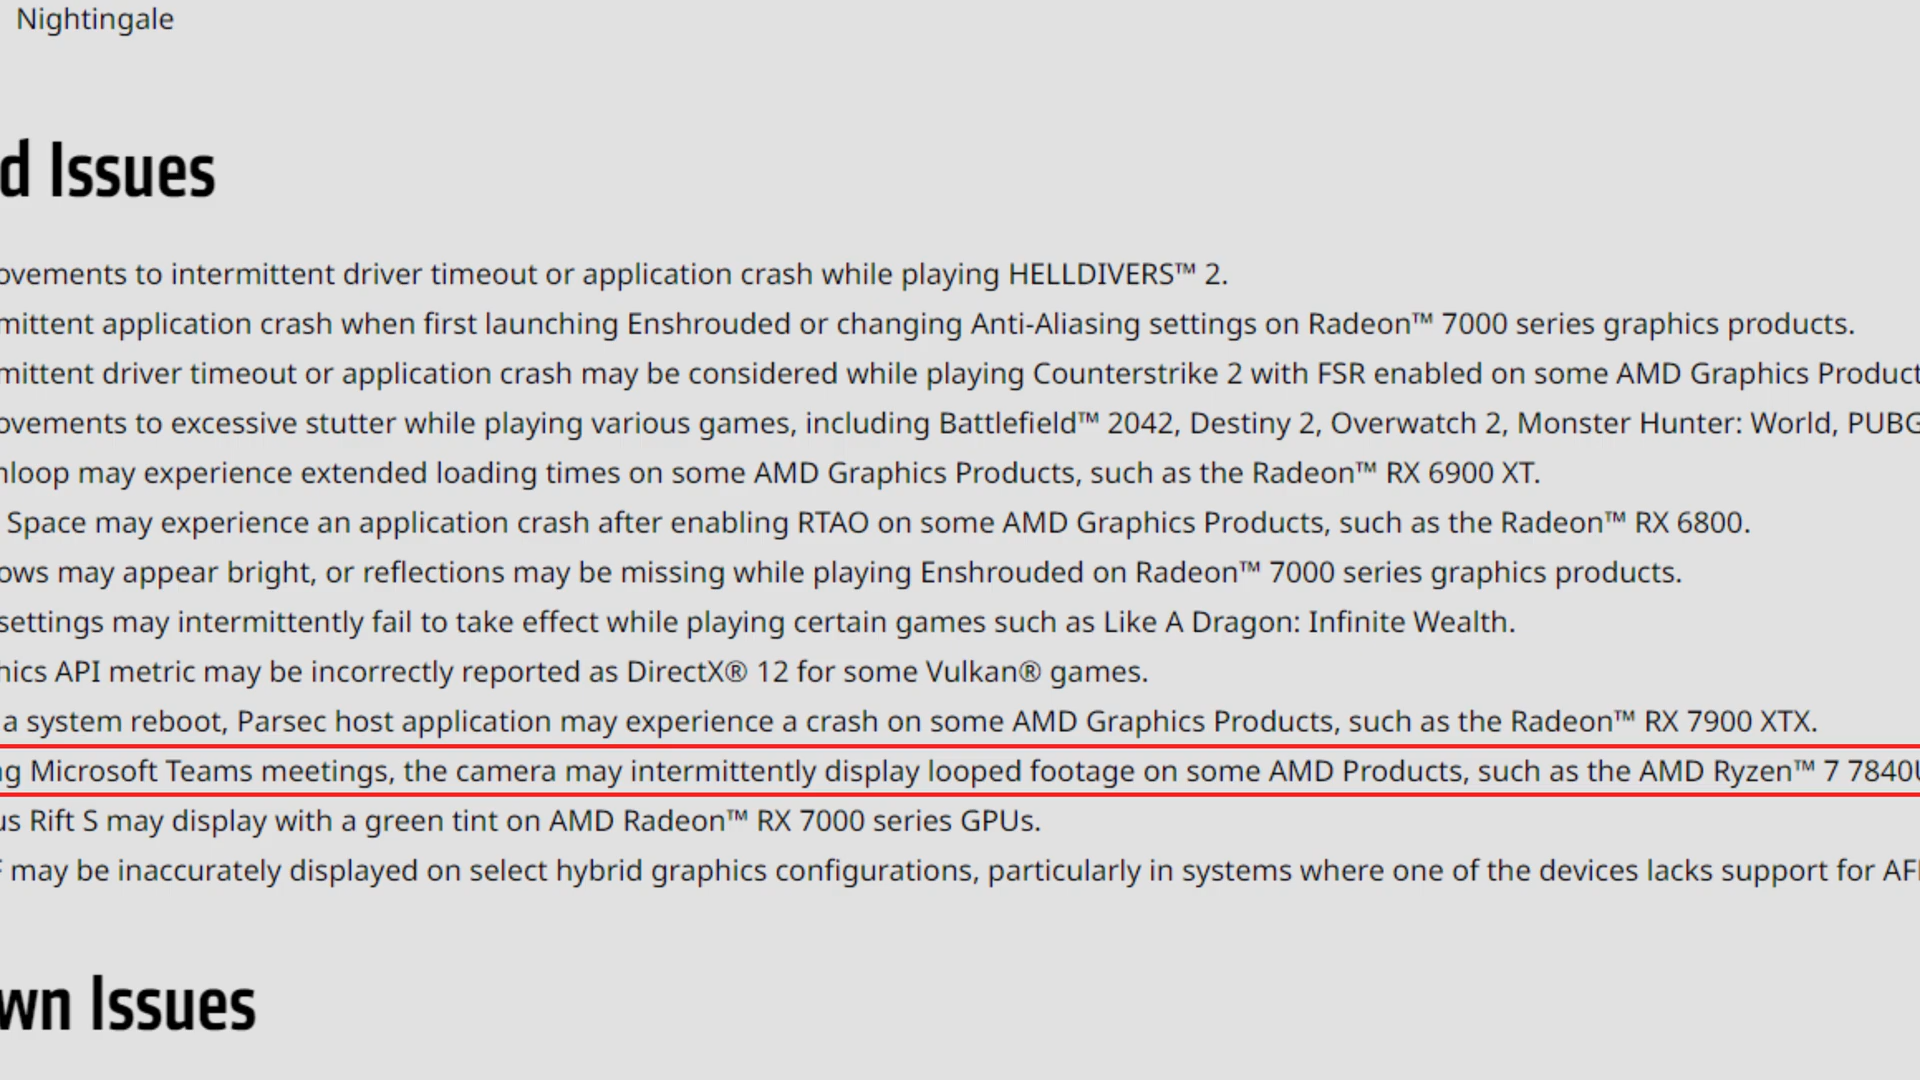 Nightingale
d Issues
ovements to intermittent driver timeout or application crash while playing HELLDIVERS™ 2.
mittent application crash when first launching Enshrouded or changing Anti-Aliasing settings on Radeon™ 7000 series graphics products.
mittent driver timeout or application crash may be considered while playing Counterstrike 2 with FSR enabled on some AMD Graphics Product
ovements to excessive stutter while playing various games, including Battlefield™ 2042, Destiny 2, Overwatch 2, Monster Hunter: World, PUBG
nloop may experience extended loading times on some AMD Graphics Products, such as the Radeon™ RX 6900 XT.
Space may experience an application crash after enabling RTAO on some AMD Graphics Products, such as the Radeon™ RX 6800.
ows may appear bright, or reflections may be missing while playing Enshrouded on Radeon™ 7000 series graphics products.
settings may intermittently fail to take effect while playing certain games such as Like A Dragon: Infinite Wealth.
hics API metric may be incorrectly reported as DirectX® 12 for some Vulkan® games.
a system reboot, Parsec host application may experience a crash on some AMD Graphics Products, such as the Radeon™ RX 7900 XTX.
ng Microsoft Teams meetings, the camera may intermittently display looped footage on some AMD Products, such as the AMD Ryzen™ 7 7840U
us Rift S may display with a green tint on AMD Radeon™ RX 7000 series GPUs.
may be inaccurately displayed on select hybrid graphics configurations, particularly in systems where one of the devices lacks support for AF
wn Issues